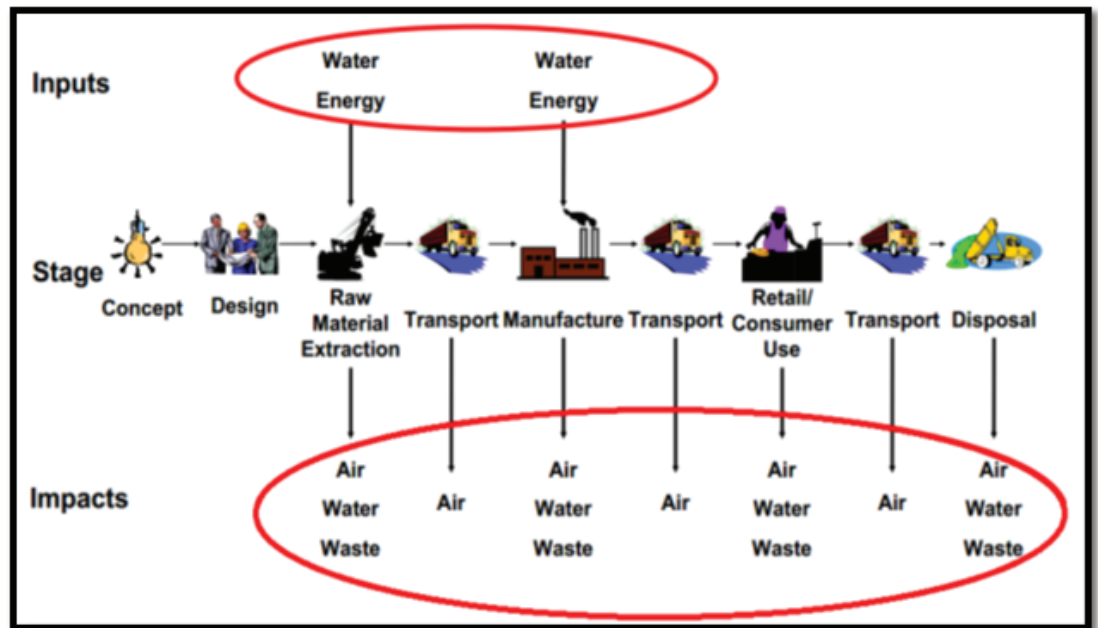 Inputs
Water
Water
Energy
Energy
Stage
Concept
Design
Raw
Material
Extraction
Transport
Manufacture
Transport
Retail/
Consumer
Use
Transport
Disposal
Impacts
Air
Water
Waste
Air
Air
Water
Waste
Air
Air
Water
Waste
Air
Air
Water
Waste